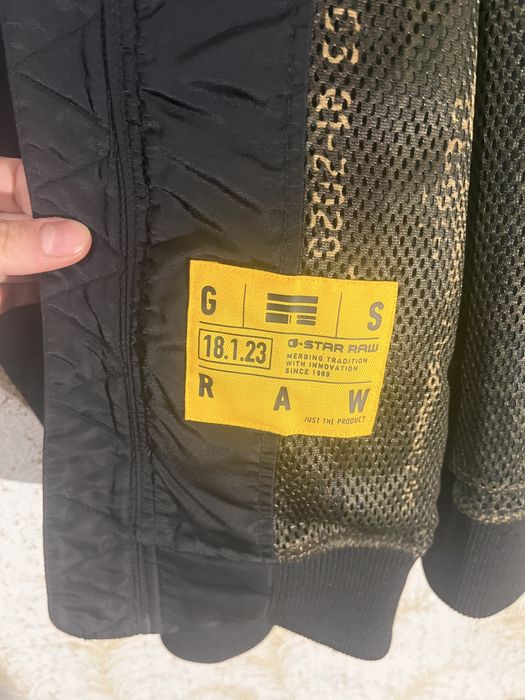 G S
18.1.23
G-STAR RAW
MERGING TRADITION
WITH INNOVATION
SINCE 1989.
R A W
JUST THE PRODUCT